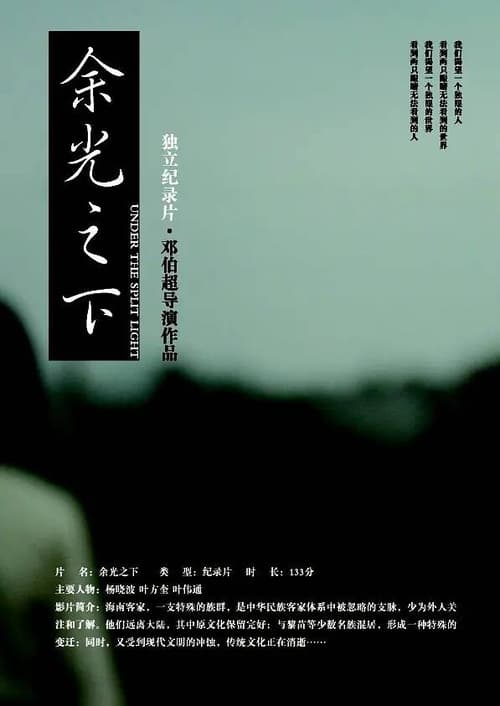 余光之下
UNDER THE SPLIT LIGHT
独立纪录片·邓伯超导演作品
我们渴望一个独眼的人
看到两只眼睛无法看到的世界
我们渴望一个独眼的世界
看到两只眼睛无法看到的人
片 名：余光之下 类 型：纪录片 时 长：133分
主要人物：杨晓波 叶方奎 叶伟通
影片简介：海南客家，一支特殊的族群，是中华民族客家体系中被忽略的支脉，少为外人关
注和了解。他们远离大陆，其中原文化保留完好；与黎苗等少数名族混居，形成一种特殊的
变迁；同时，又受到现代文明的冲蚀，传统文化正在消逝……